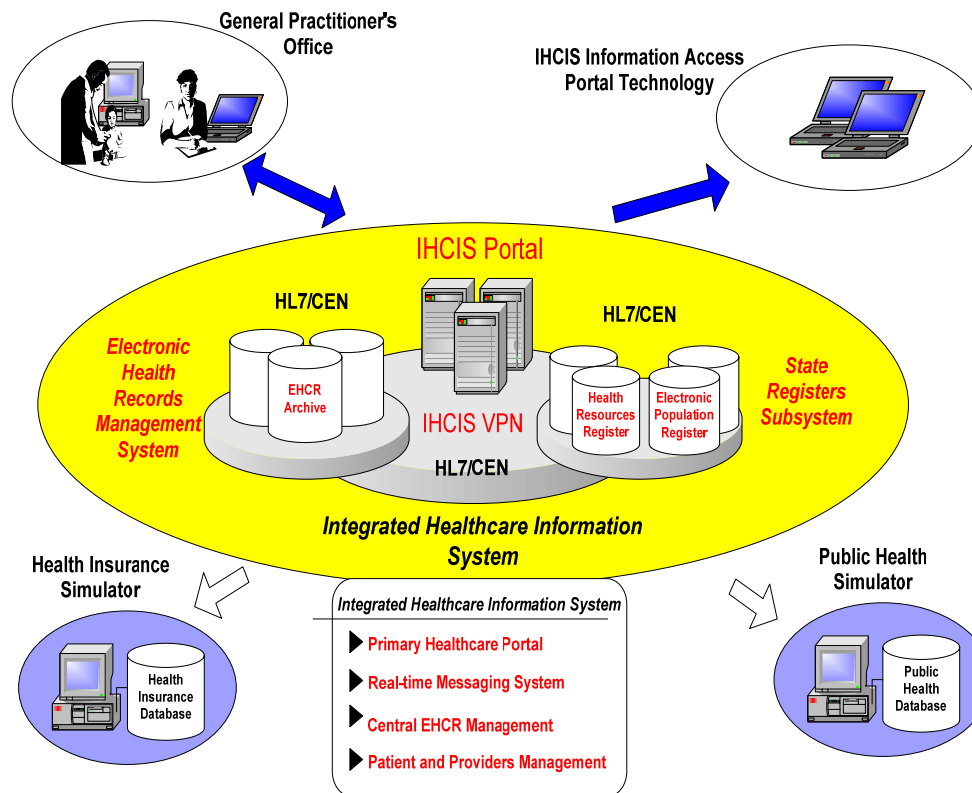 General Practitioner's
Office
IHCIS Information Access
Portal Technology
IHCIS Portal
HL7/CEN
HL7/CEN
Electronic
Health
Records
Management
System
EHCR
Archive
IHCIS VPN
HL7/CEN
Health
Resources
Register
Electronic
Population
Register
State
Registers
Subsystem
Integrated Healthcare Information
System
Health Insurance
Simulator
Health
Insurance
Database
Integrated Healthcare Information System
Primary Healthcare Portal
Real-time Messaging System
Central EHCR Management
Patient and Providers Management
Public Health
Simulator
Public
Health
Database